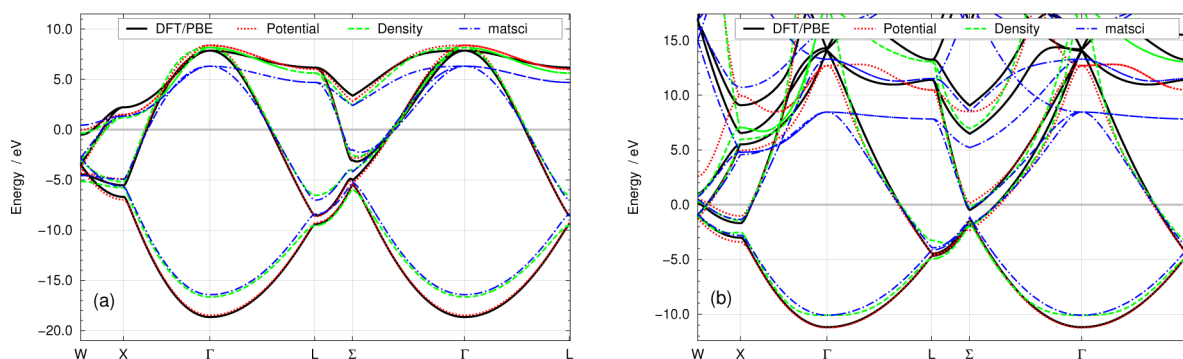 DFT/PBE Potential Density matsci
10.0
5.0
0.0
−5.0
−10.0
−15.0
−20.0
Energy / eV
(a)
W X Γ L Σ Γ L
DFT/PBE Potential Density matsci
15.0
10.0
5.0
0.0
−5.0
−10.0
Energy / eV
(b)
W X Γ L Σ Γ L